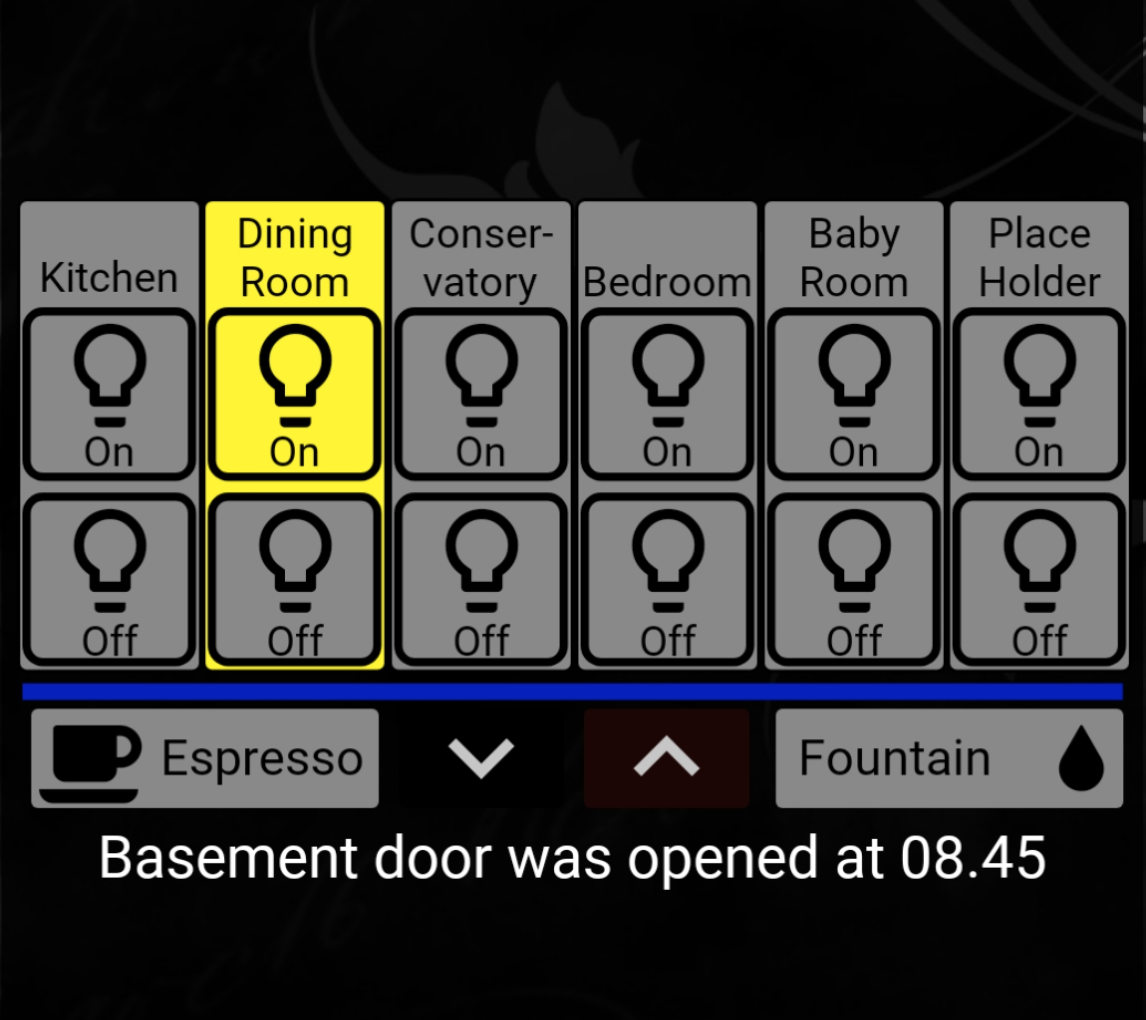 Kitchen
Dining
Room
Conser-
vatory
Bedroom
Baby
Room
Place
Holder
On
On
On
On
On
On
Off
Off
Off
Off
Off
Off
Espresso
Fountain
Basement door was opened at 08.45